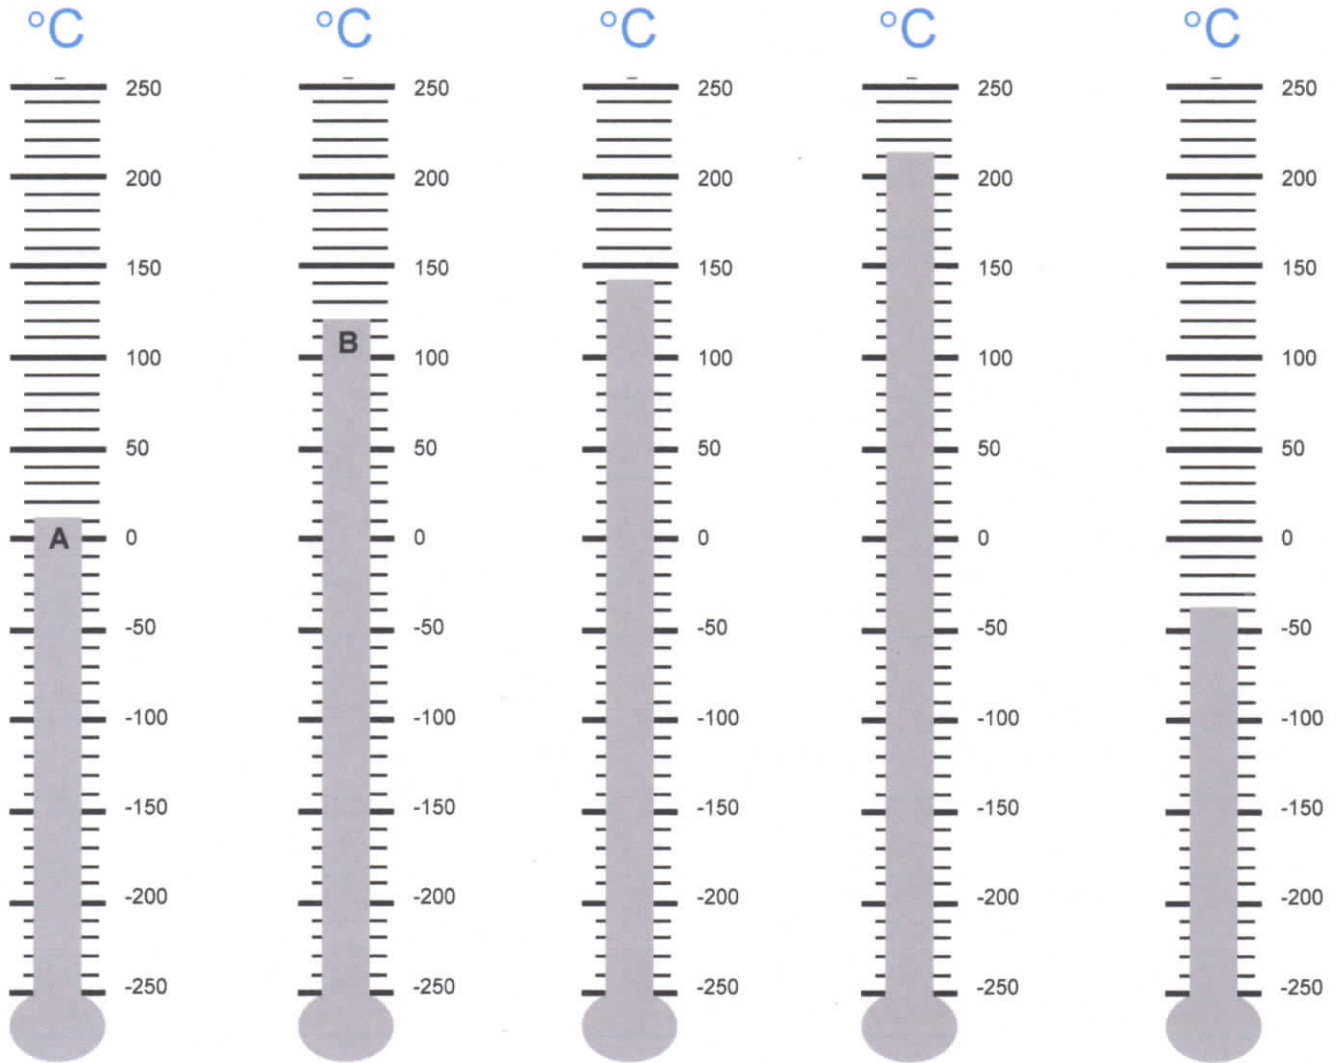 °C °C °C °C °C
250 250 250 250 250
200 200 200 200 200
150 150 150 150 150
B
100 100 100 100 100
50 50 50 50 50
A 0 0 0 0 0
-50 -50 -50 -50 -50
-100 -100 -100 -100 -100
-150 -150 -150 -150 -150
-200 -200 -200 -200 -200
-250 -250 -250 -250 -250